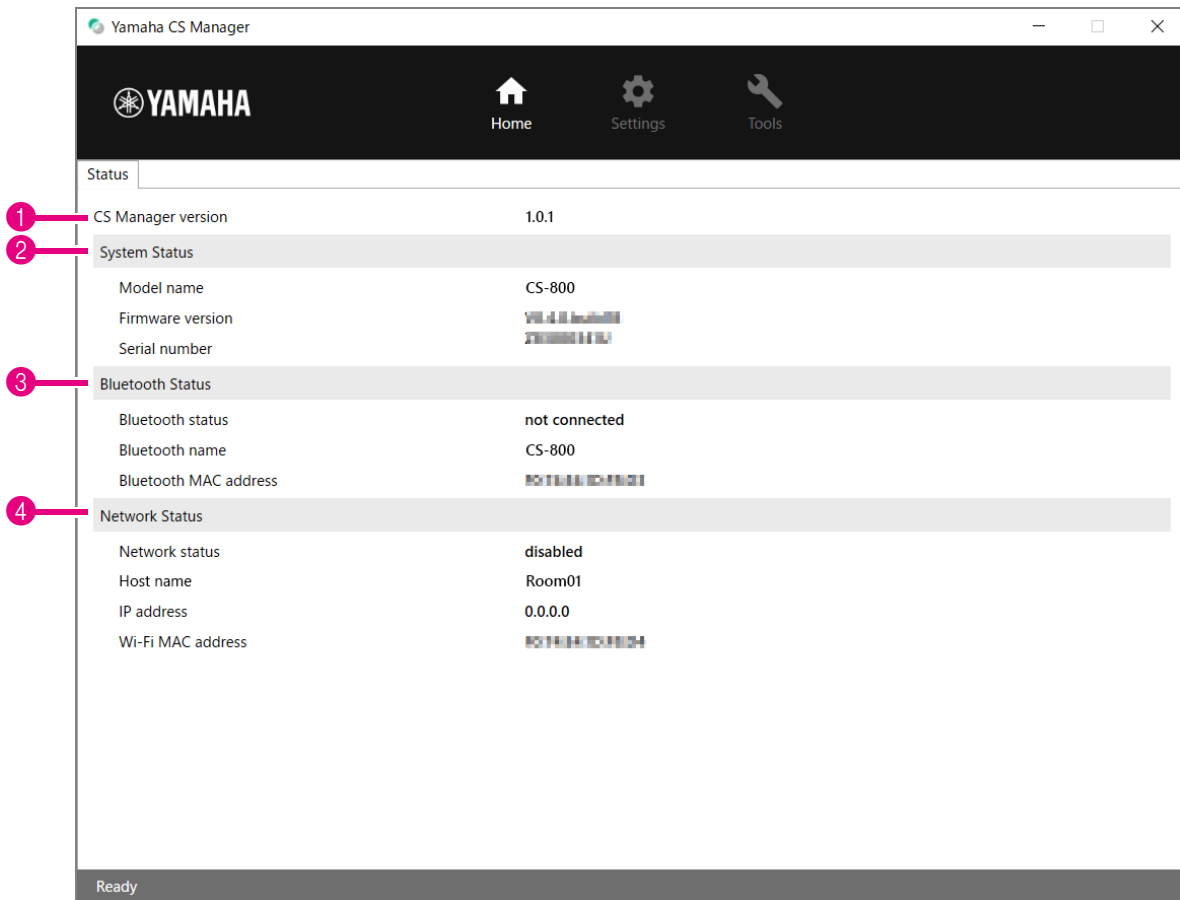 Yamaha CS Manager
YAMAHA
Home Settings Tools
Status
1 CS Manager version 1.0.1
2 System Status
Model name CS-800
Firmware version
Serial number
3 Bluetooth Status
Bluetooth status not connected
Bluetooth name CS-800
Bluetooth MAC address
4 Network Status
Network status disabled
Host name Room01
IP address 0.0.0.0
Wi-Fi MAC address
Ready